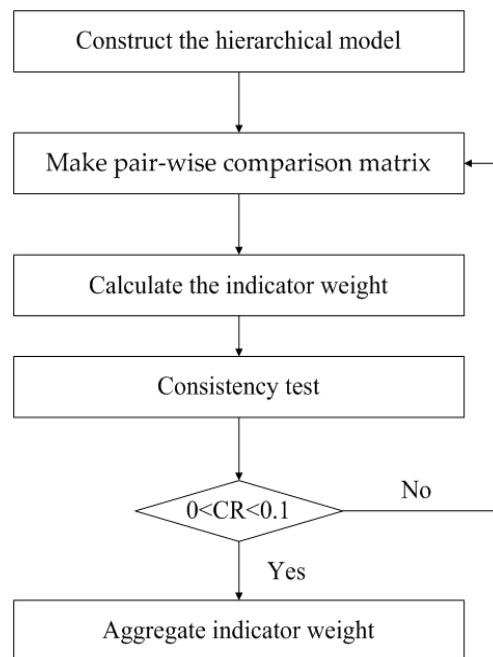 Construct the hierarchical model
Make pair-wise comparison matrix
Calculate the indicator weight
Consistency test
0<CR<0.1
No
Yes
Aggregate indicator weight